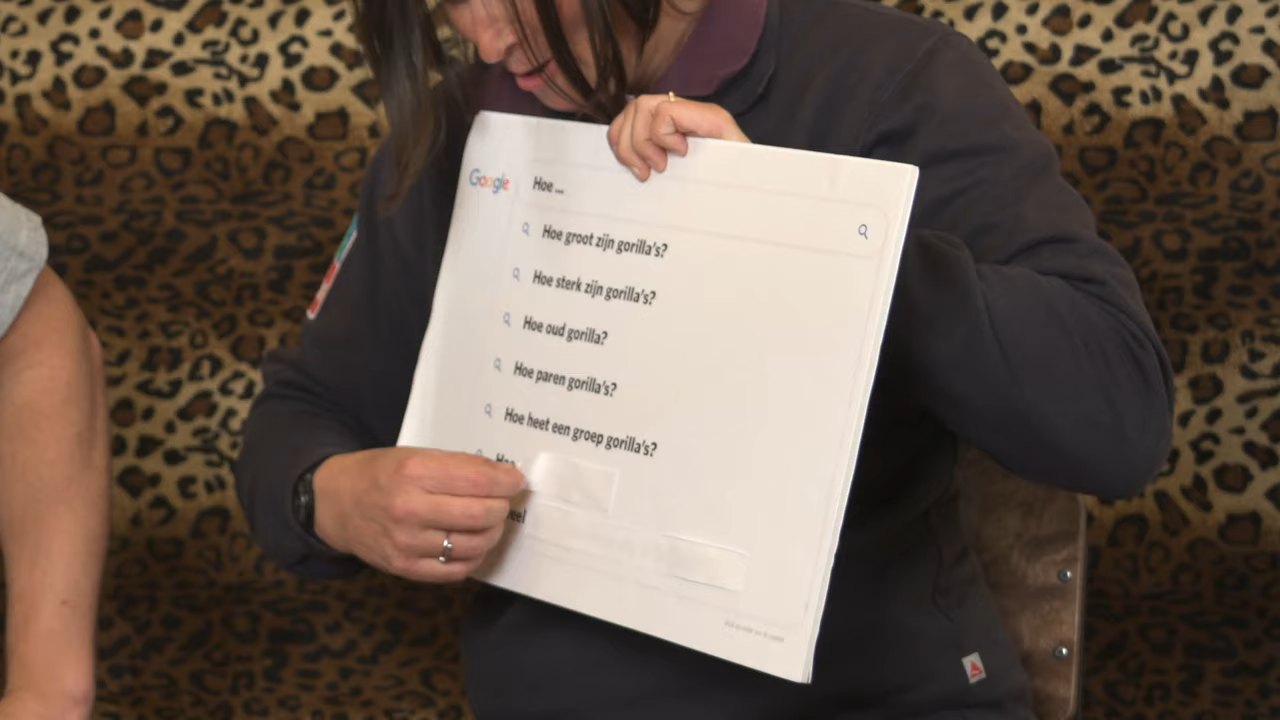 Google
Hoe ...
Hoe groot zijn gorilla's?
Hoe sterk zijn gorilla's?
Hoe oud gorilla?
Hoe paren gorilla's?
Hoe heet een groep gorilla's?